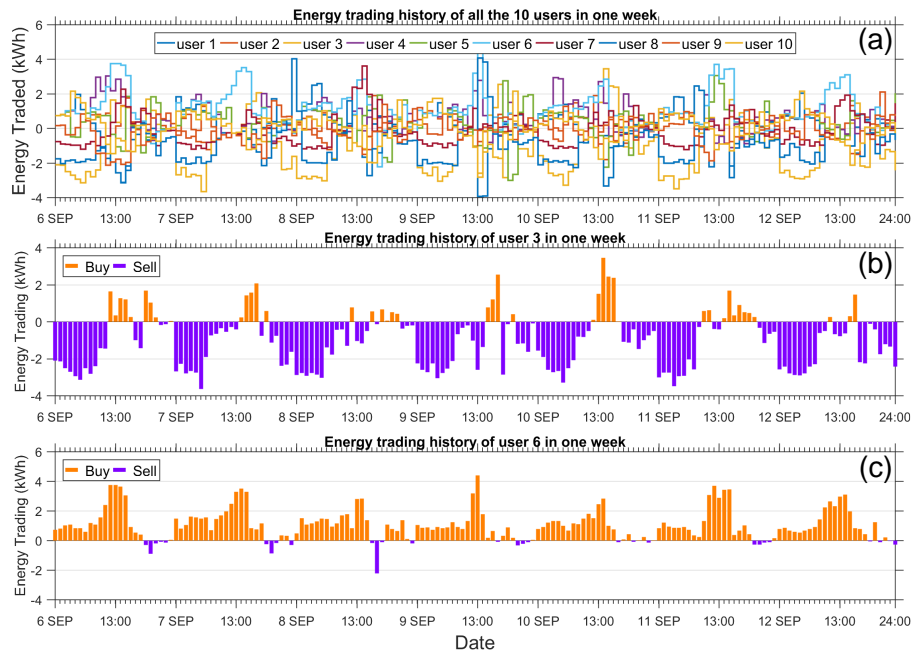 Energy trading history of all the 10 users in one week
(a)
user 1 user 2 user 3 user 4 user 5 user 6 user 7 user 8 user 9 user 10
Energy Traded (kWh)
6
4
2
0
-2
-4
6 SEP 13:00 7 SEP 13:00 8 SEP 13:00 9 SEP 13:00 10 SEP 13:00 11 SEP 13:00 12 SEP 13:00 24:00
Energy trading history of user 3 in one week
(b)
Buy Sell
Energy Trading (kWh)
4
2
0
-2
-4
6 SEP 13:00 7 SEP 13:00 8 SEP 13:00 9 SEP 13:00 10 SEP 13:00 11 SEP 13:00 12 SEP 13:00 24:00
Energy trading history of user 6 in one week
(c)
Buy Sell
Energy Trading (kWh)
6
4
2
0
-2
-4
6 SEP 13:00 7 SEP 13:00 8 SEP 13:00 9 SEP 13:00 10 SEP 13:00 11 SEP 13:00 12 SEP 13:00 24:00
Date